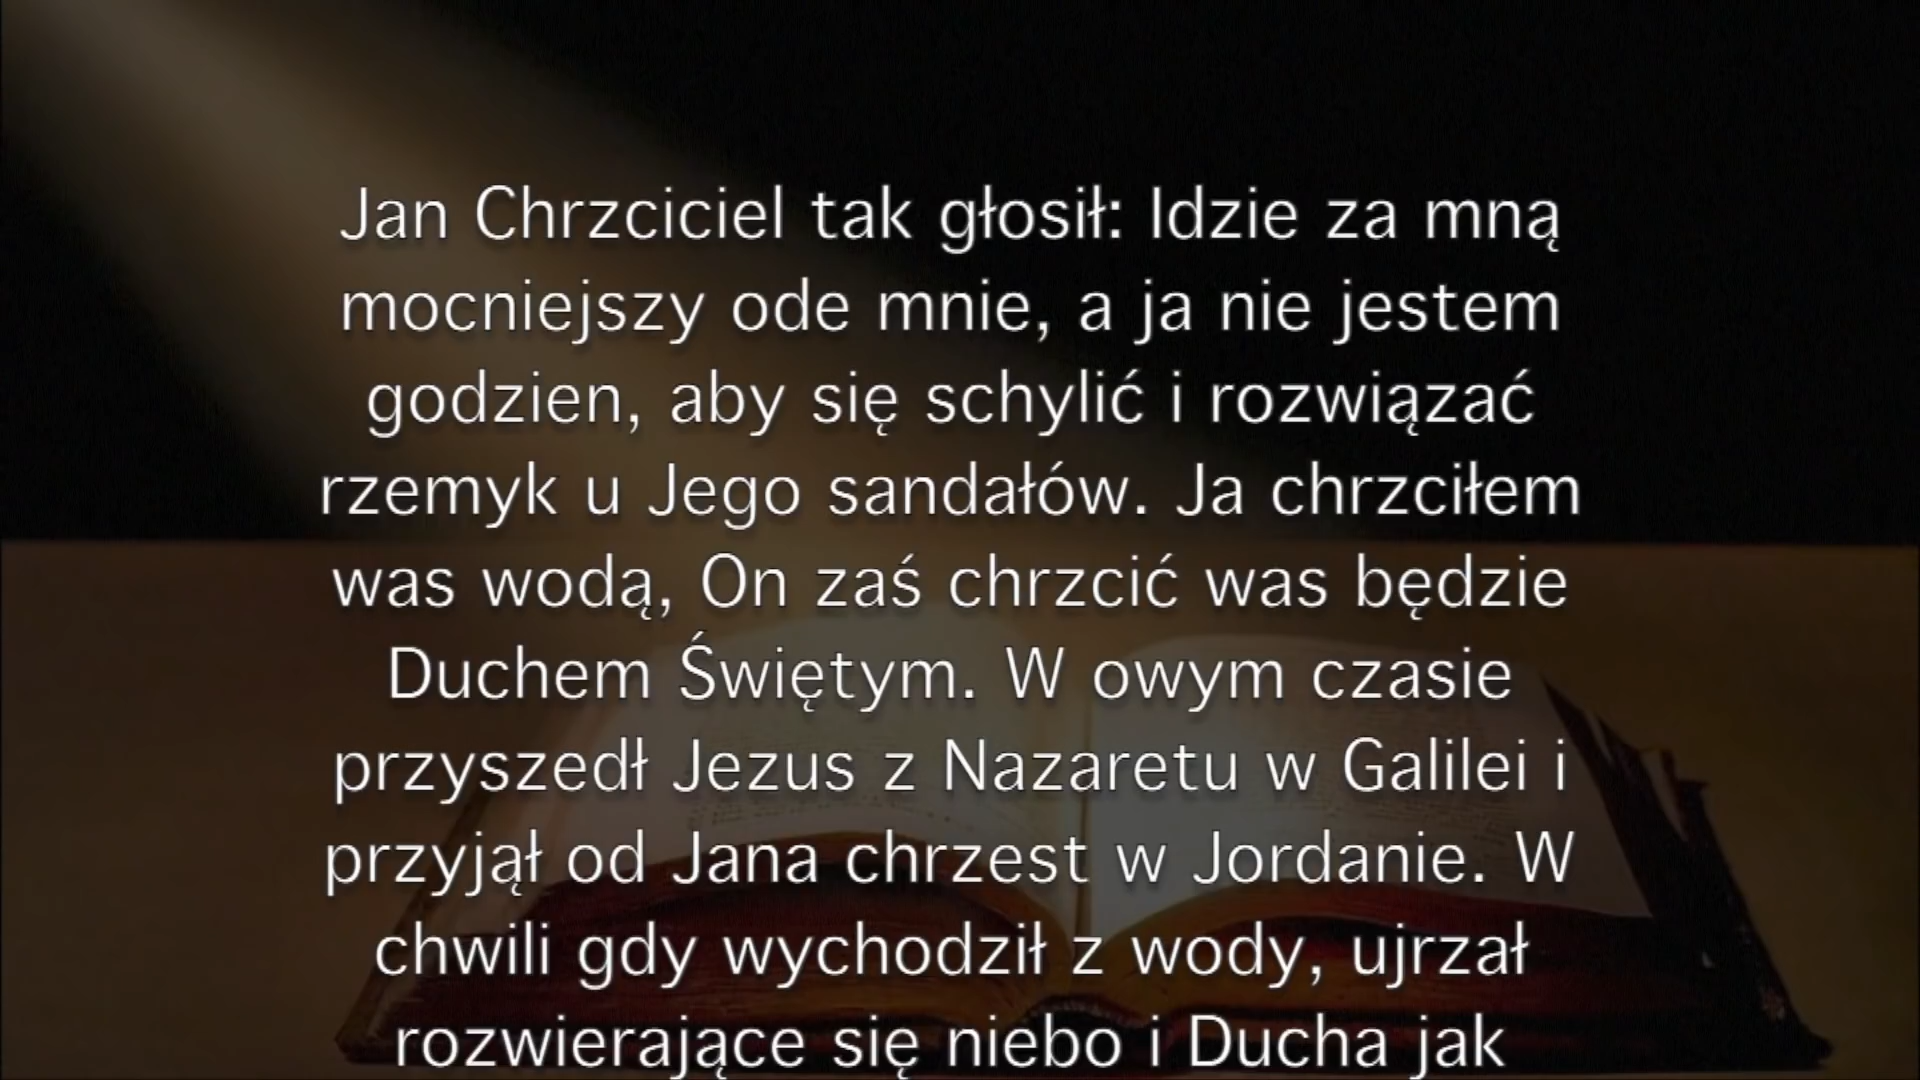 Jan Chrzciciel tak głosił: Idzie za mną
mocniejszy ode mnie, a ja nie jestem
godzien, aby się schylić i rozwiązać
rzemyk u Jego sandałów. Ja chrzciłem
was wodą, On zaś chrzcić was będzie
Duchem Świętym. W owym czasie
przyszedł Jezus z Nazaretu w Galilei i
przyjął od Jana chrzest w Jordanie. W
chwili gdy wychodził z wody, ujrzał
rozwierające się niebo i Ducha jak